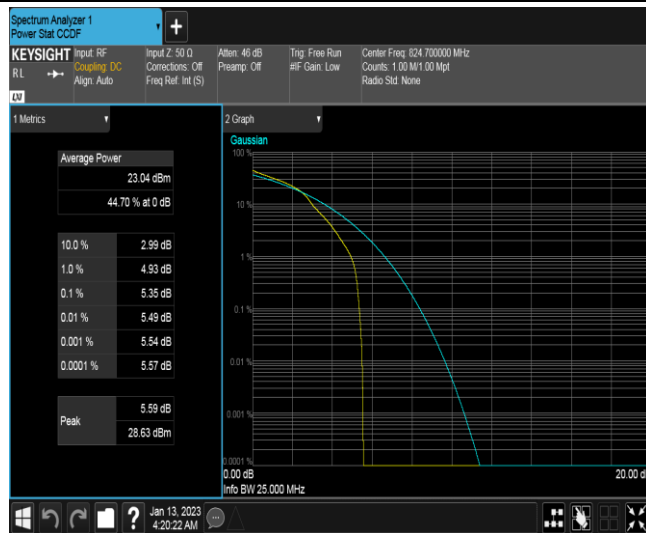 Spectrum Analyzer 1
Power Stat CCDF
KEYSIGHT
RL
Input: RF
Coupling: DC
Align: Auto
Input Z: 50 Ω
Corrections: Off
Freq Ref: Int (S)
Atten: 46 dB
Preamp: Off
Trig: Free Run
#IF Gain: Low
Center Freq: 824.700000 MHz
Counts: 1.00 M/1.00 Mpt
Radio Std: None
1 Metrics
Average Power
23.04 dBm
44.70 % at 0 dB
10.0 % 2.99 dB
1.0 % 4.93 dB
0.1 % 5.35 dB
0.01 % 5.49 dB
0.001 % 5.54 dB
0.0001 % 5.57 dB
Peak
5.59 dB
28.63 dBm
2 Graph
Gaussian
100 %
10 %
1 %
0.1 %
0.01 %
0.001 %
0.0001 %
0.00 dB
20.00 d
Info BW 25.000 MHz
?
Jan 13, 2023
4:20:22 AM